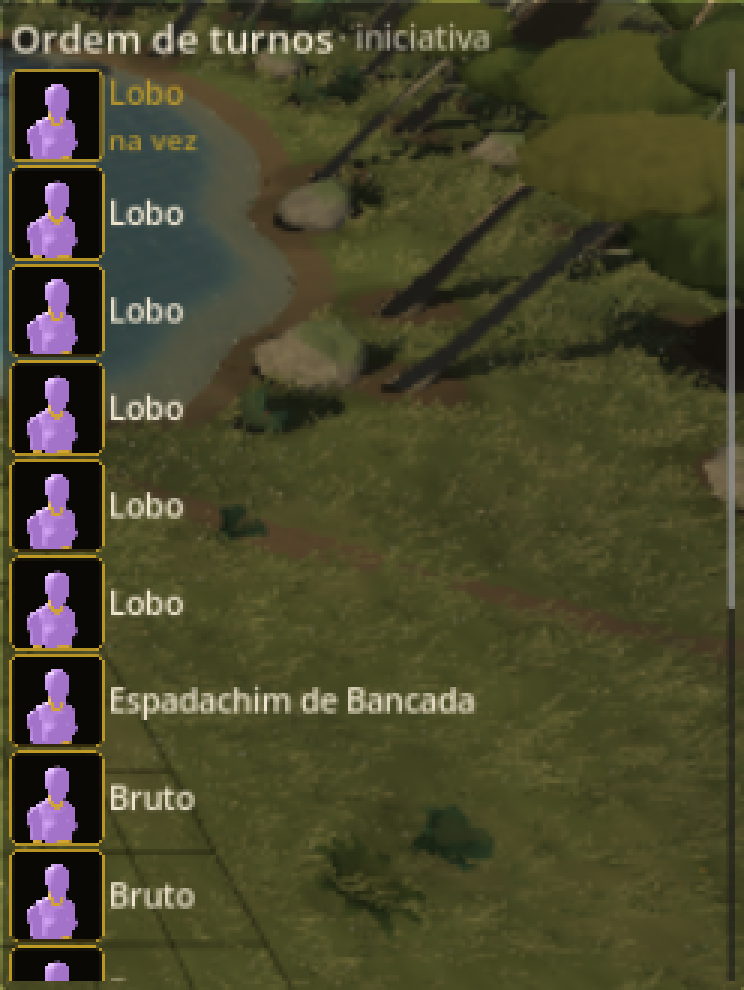 Ordem de turnos · iniciativa
Lobo
na vez
Lobo
Lobo
Lobo
Lobo
Lobo
Espadachim de Bancada
Bruto
Bruto